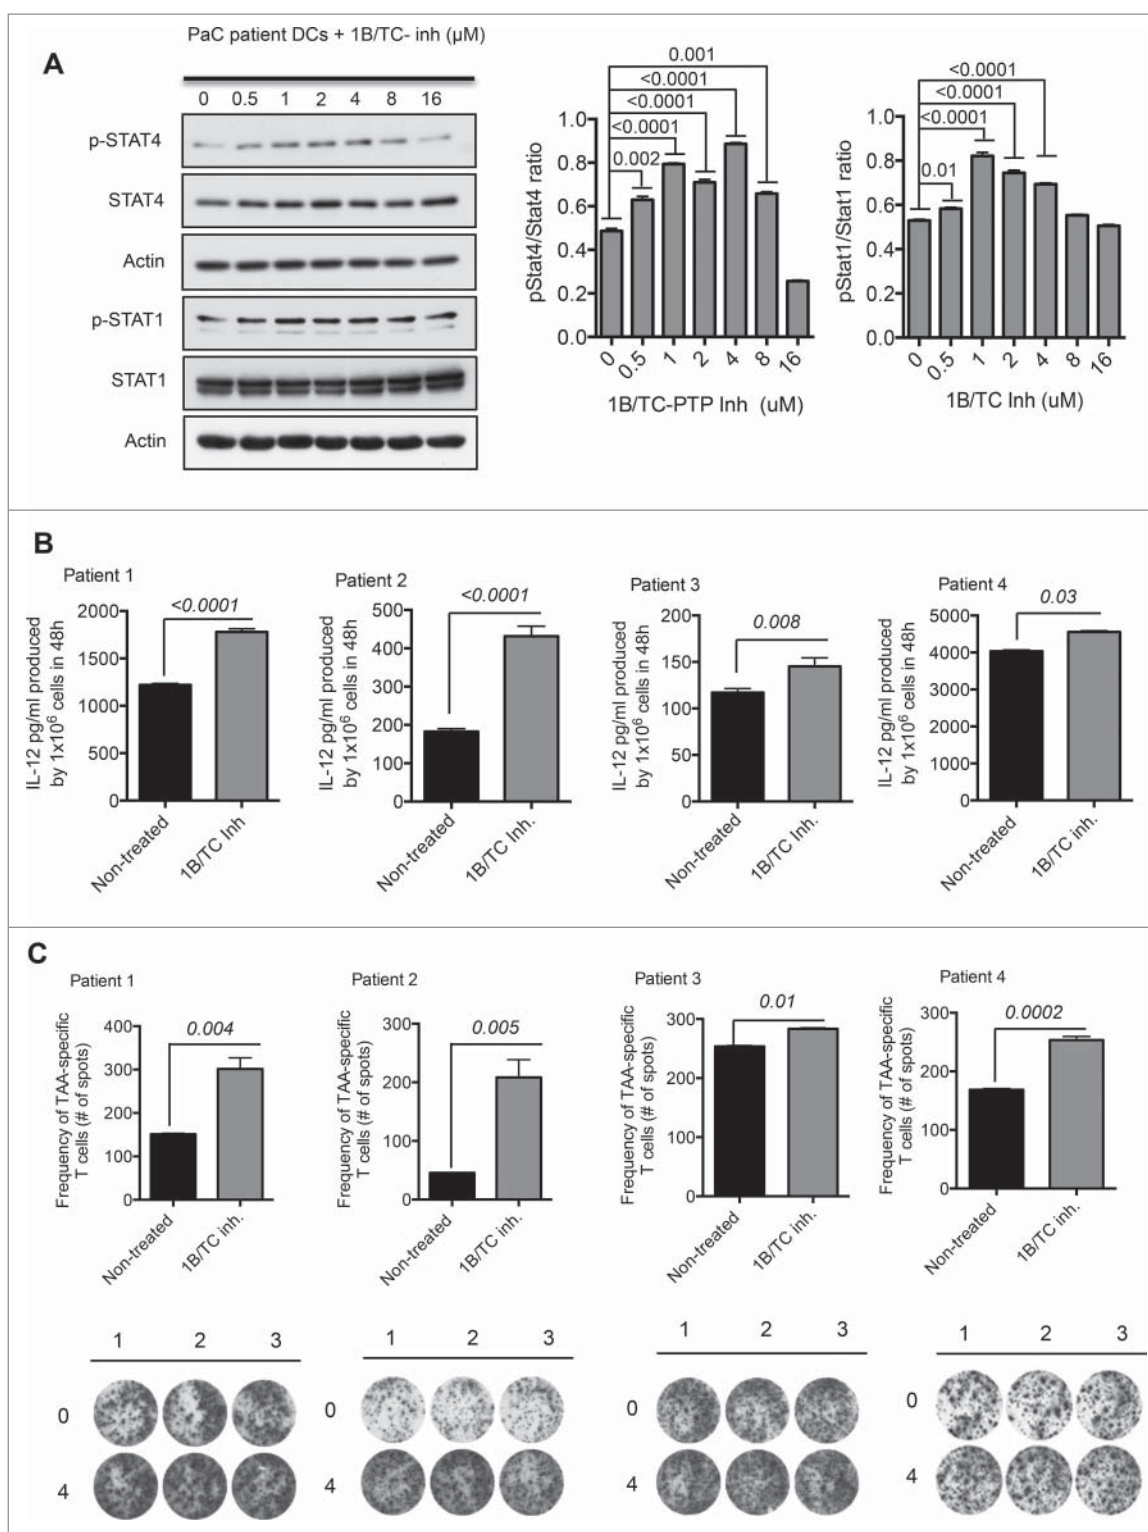 PaC patient DCs + 1B/TC- inh (µM)
A
0 0.5 1 2 4 8 16
p-STAT4
STAT4
Actin
p-STAT1
STAT1
Actin
0.001
<0.0001
<0.0001
<0.0001
0.002
pStat4/Stat4 ratio
1.0
0.8
0.6
0.4
0.2
0.0
0 0.5 1 2 4 8 16
1B/TC-PTP Inh (uM)
<0.0001
<0.0001
<0.0001
0.01
pStat1/Stat1 ratio
1.0
0.8
0.6
0.4
0.2
0.0
0 0.5 1 2 4 8 16
1B/TC Inh (uM)
B
Patient 1
<0.0001
IL-12 pg/ml produced
by 1x10⁶ cells in 48h
2000
1500
1000
500
0
Non-treated
1B/TC Inh
Patient 2
<0.0001
IL-12 pg/ml produced
by 1x10⁶ cells in 48h
500
400
300
200
100
0
Non-treated
1B/TC Inh.
Patient 3
0.008
IL-12 pg/ml produced
by 1x10⁶ cells in 48h
200
150
100
50
0
Non-treated
1B/TC Inh.
Patient 4
0.03
IL-12 pg/ml produced
by 1x10⁶ cells in 48h
5000
4000
3000
2000
1000
0
Non-treated
1B/TC Inh.
C
Patient 1
0.004
Frequency of TAA-specific
T cells (# of spots)
400
300
200
100
0
Non-treated
1B/TC inh.
Patient 2
0.005
Frequency of TAA-specific
T cells (# of spots)
300
200
100
0
Non-treated
1B/TC inh.
Patient 3
0.01
Frequency of TAA-specific
T cells (# of spots)
300
200
100
0
Non-treated
1B/TC inh.
Patient 4
0.0002
Frequency of TAA-specific
T cells (# of spots)
300
200
100
0
Non-treated
1B/TC inh.
1 2 3
0
4
1 2 3
0
4
1 2 3
0
4
1 2 3
0
4